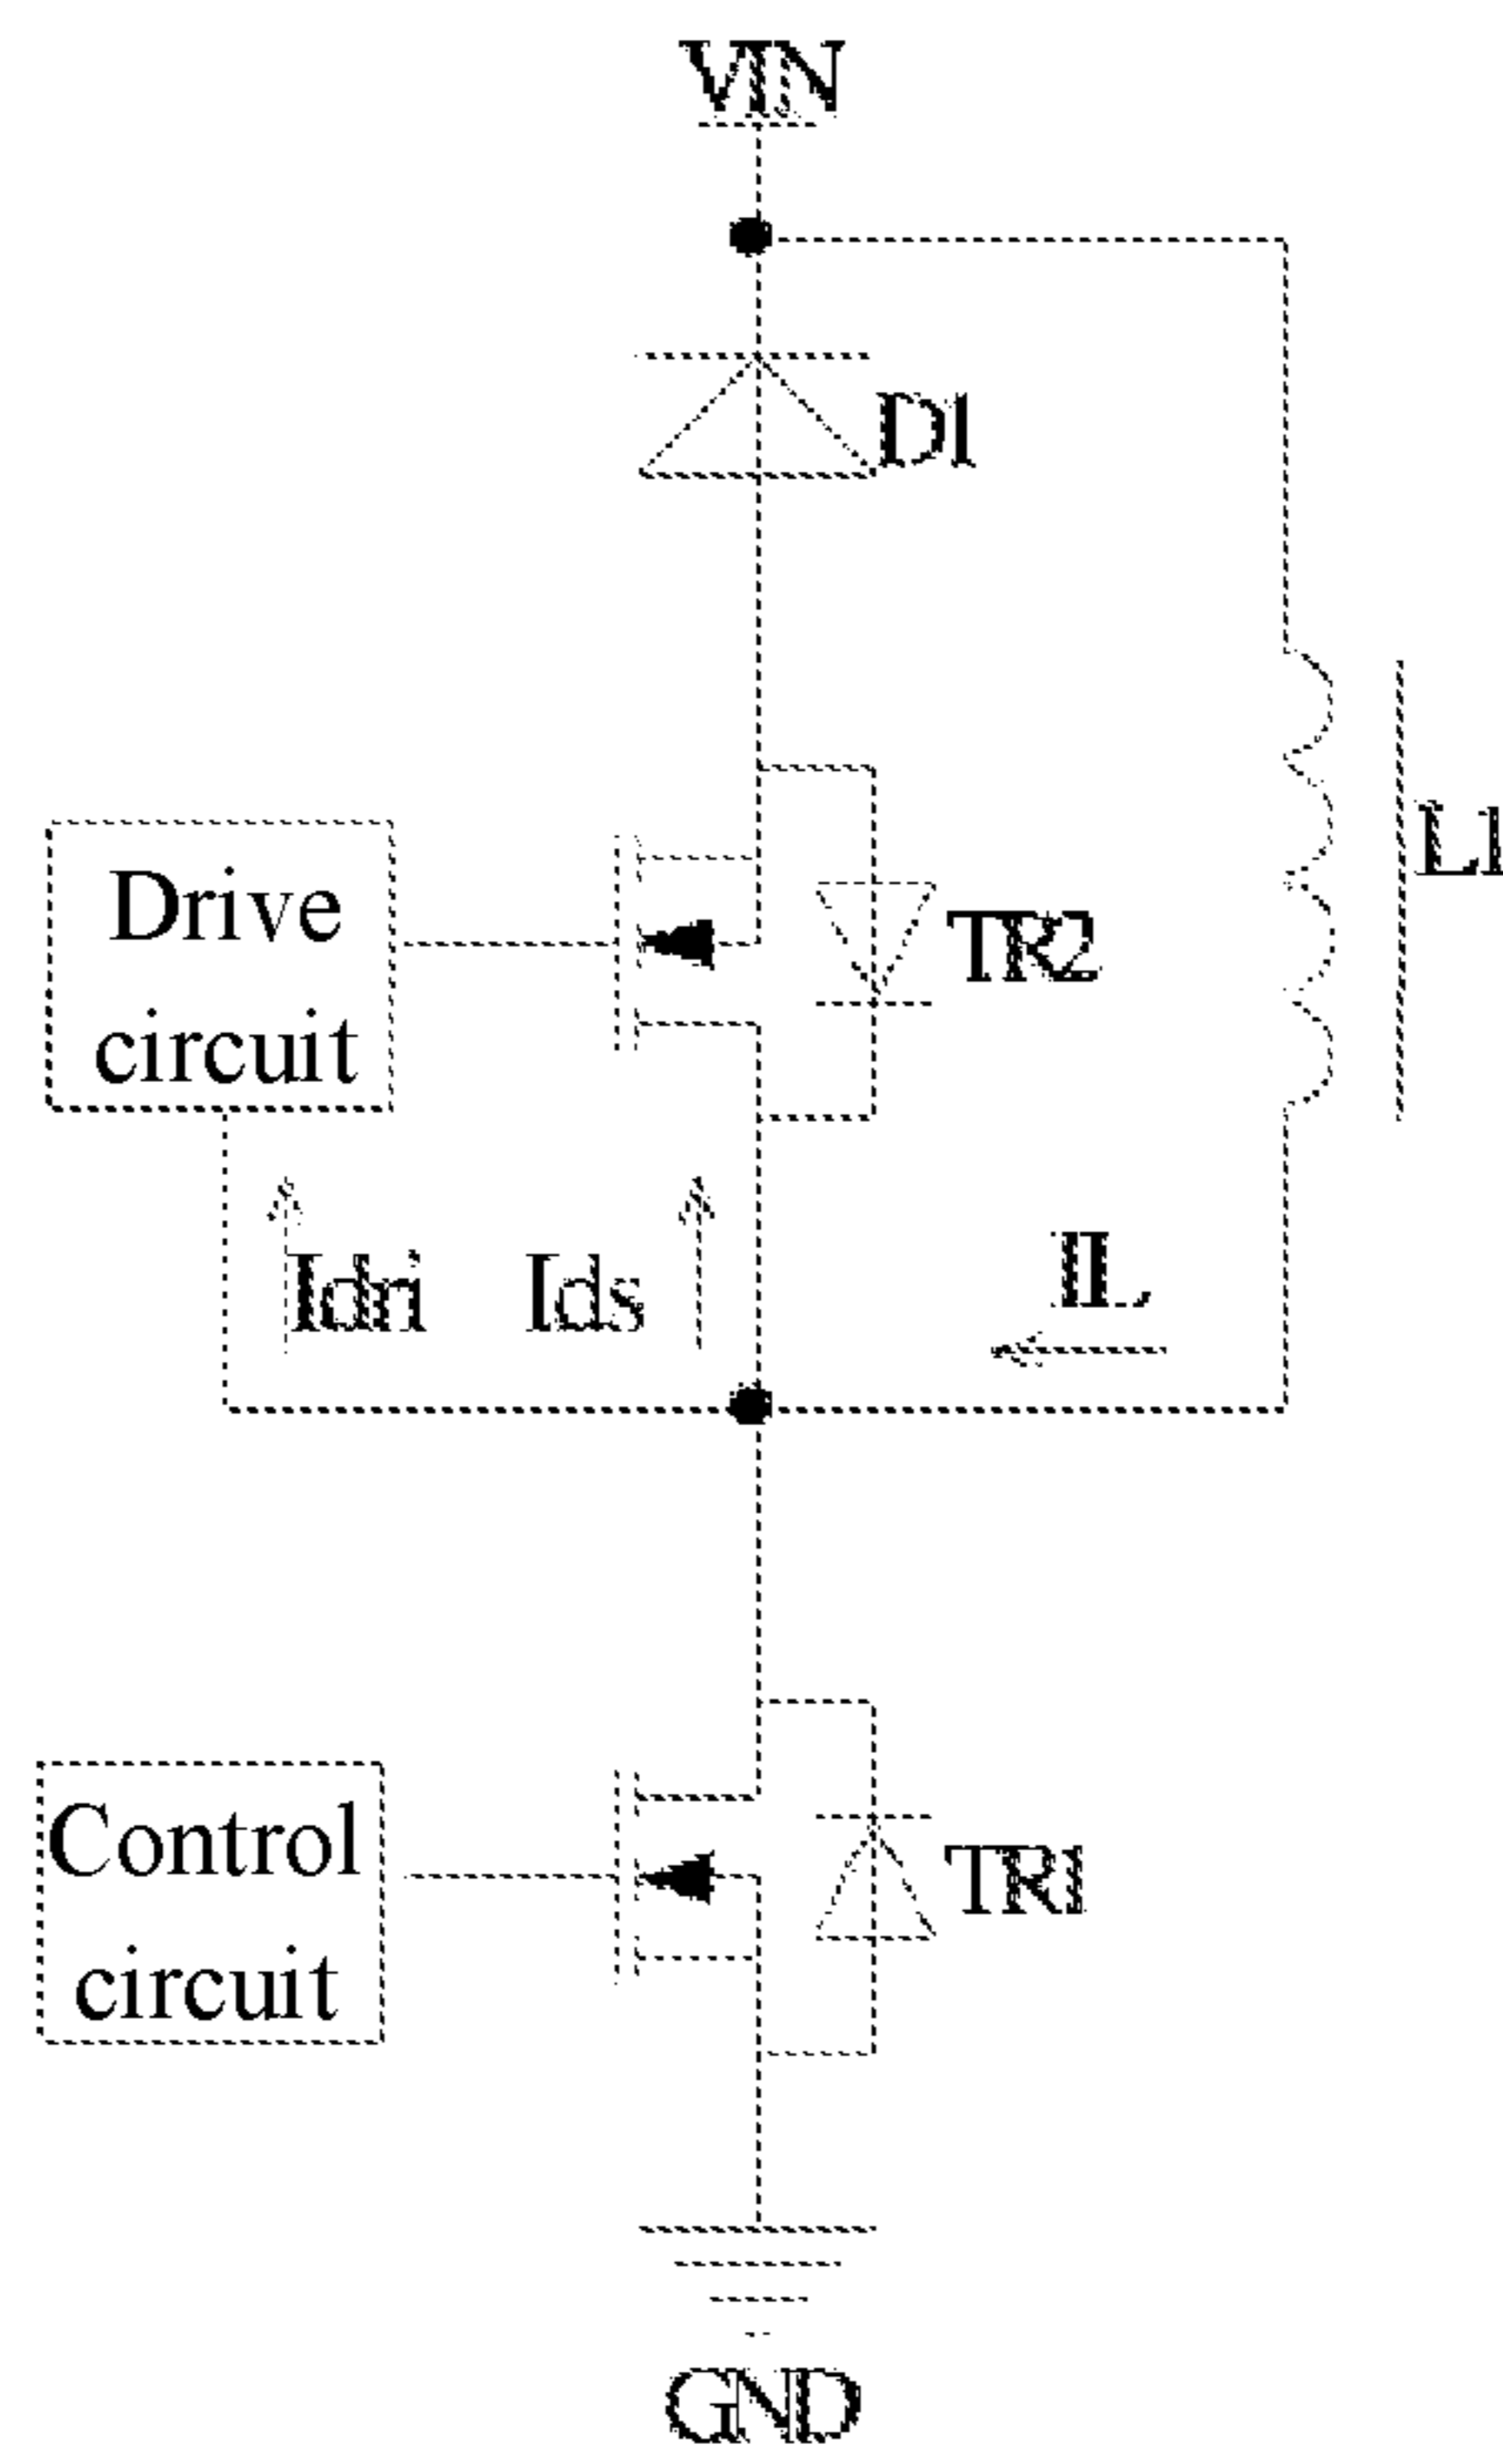 VIN
D1
L1
Drive
circuit
TR2
Idri
Ids
IL
Control
circuit
TR1
GND